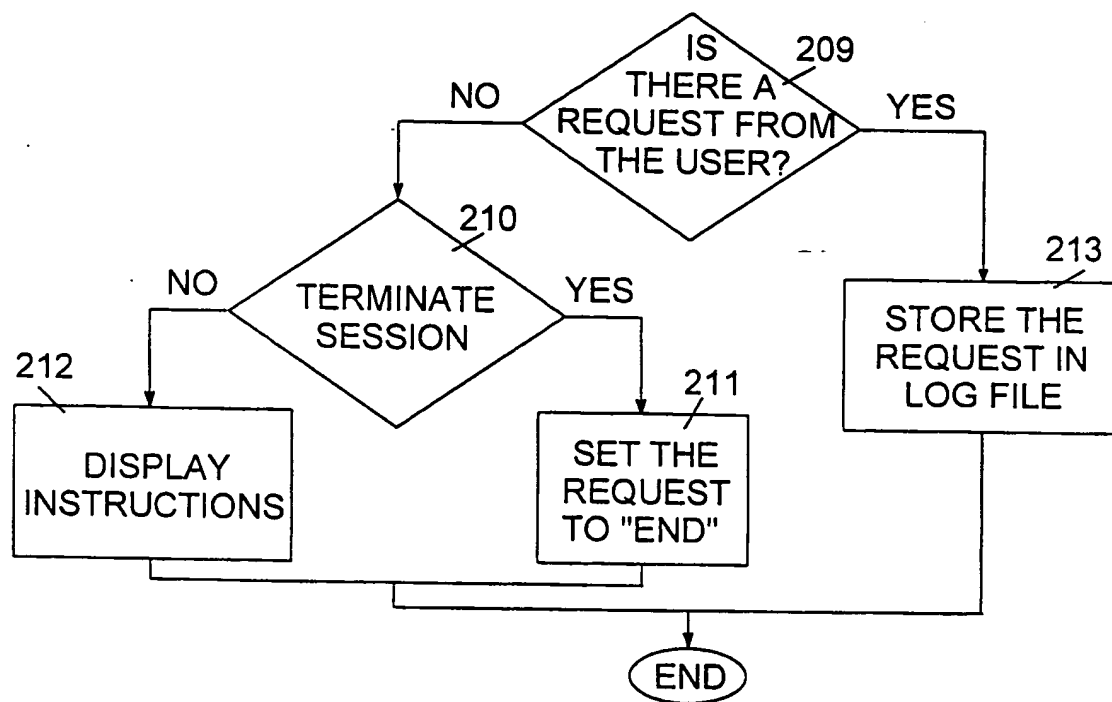 IS
THERE A
REQUEST FROM
THE USER?
209
NO
YES
210
TERMINATE
SESSION
NO
YES
213
STORE THE
REQUEST IN
LOG FILE
212
DISPLAY
INSTRUCTIONS
211
SET THE
REQUEST
TO "END"
END